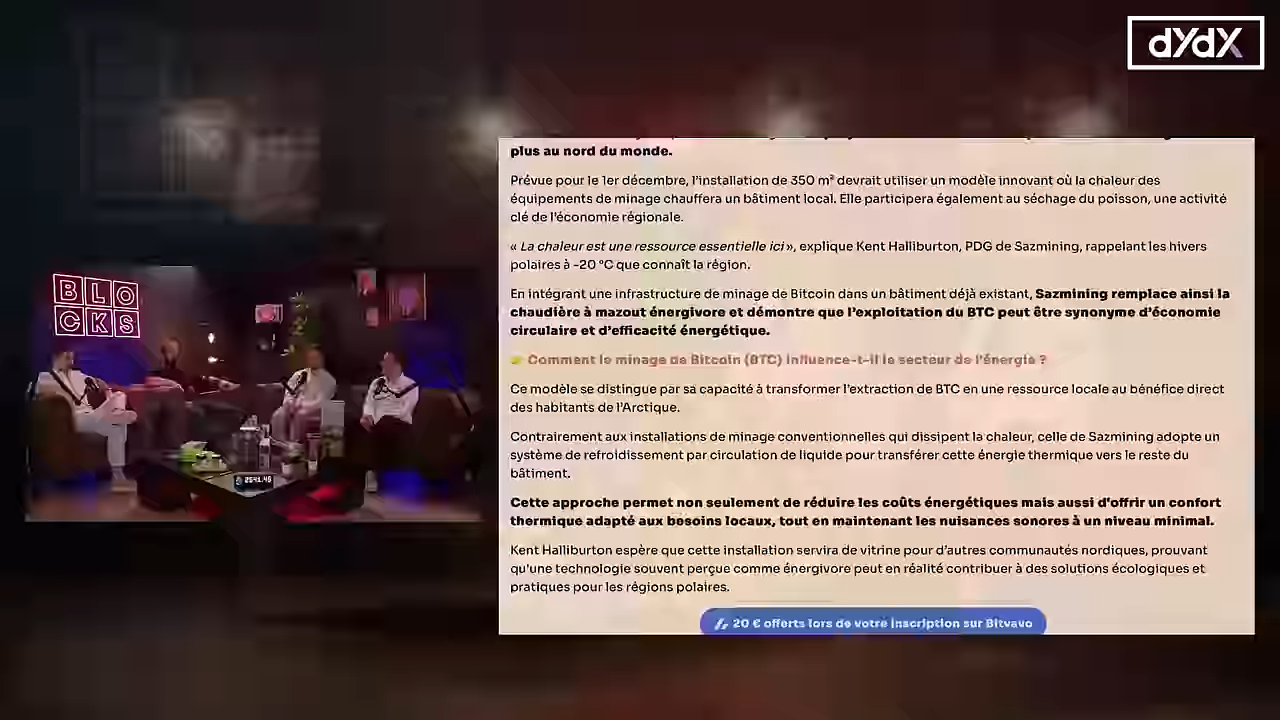 dYdX
plus au nord du monde.
Prévue pour le 1er décembre, l'installation de 350 m² devrait utiliser un modèle innovant où la chaleur des
équipements de minage chauffera un bâtiment local. Elle participera également au séchage du poisson, une activité
clé de l'économie régionale.
« La chaleur est une ressource essentielle ici », explique Kent Halliburton, PDG de Sazmining, rappelant les hivers
polaires à -20 °C que connaît la région.
En intégrant une infrastructure de minage de Bitcoin dans un bâtiment déjà existant, Sazmining remplace ainsi la
chaudière à mazout énergivore et démontre que l'exploitation du BTC peut être synonyme d'économie
circulaire et d'efficacité énergétique.
👉 Comment le minage de Bitcoin (BTC) influence-t-il le secteur de l'énergie ?
Ce modèle se distingue par sa capacité à transformer l'extraction de BTC en une ressource locale au bénéfice direct
des habitants de l'Arctique.
Contrairement aux installations de minage conventionnelles qui dissipent la chaleur, celle de Sazmining adopte un
système de refroidissement par circulation de liquide pour transférer cette énergie thermique vers le reste du
bâtiment.
Cette approche permet non seulement de réduire les coûts énergétiques mais aussi d'offrir un confort
thermique adapté aux besoins locaux, tout en maintenant les nuisances sonores à un niveau minimal.
Kent Halliburton espère que cette installation servira de vitrine pour d'autres communautés nordiques, prouvant
qu'une technologie souvent perçue comme énergivore peut en réalité contribuer à des solutions écologiques et
pratiques pour les régions polaires.
20 € offerts lors de votre inscription sur Bitvavo
BLO
CKS